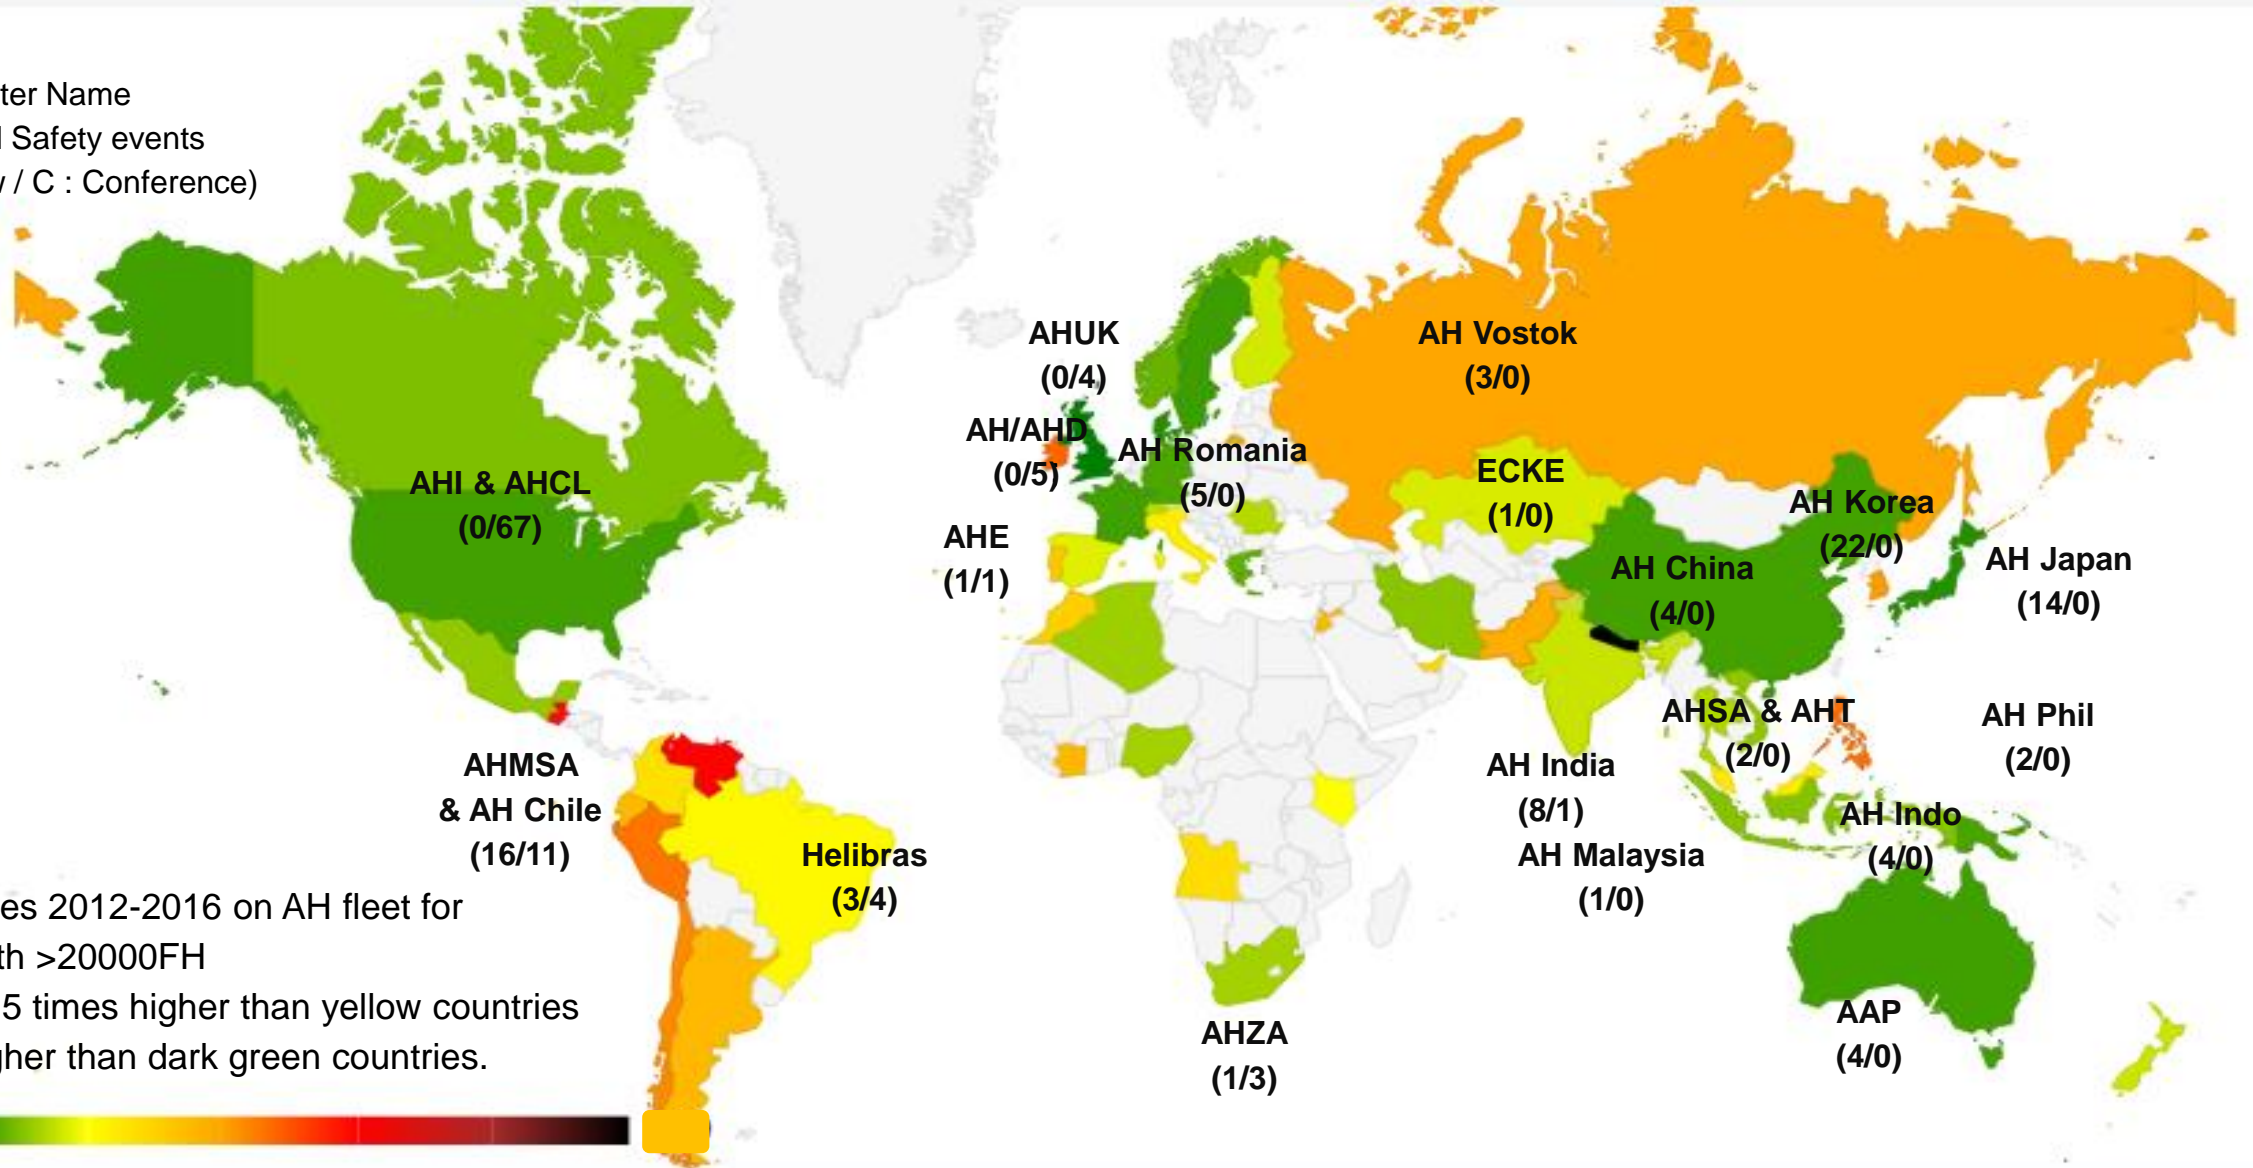 ter Name
Safety events
/ C : Conference)
AHUK
(0/4)
AH Vostok
(3/0)
AH/AHD
(0/5)
AH Romania
(5/0)
ECKE
(1/0)
AHI & AHCL
(0/67)
AH Korea
(22/0)
AHE
(1/1)
AH China
(4/0)
AH Japan
(14/0)
AHSA & AHT
(2/0)
AH Phil
(2/0)
AHMSA
& AH Chile
(16/11)
AH India
(8/1)
AH Indo
(4/0)
Helibras
(3/4)
AH Malaysia
(1/0)
es 2012-2016 on AH fleet for
th >20000FH
5 times higher than yellow countries
gher than dark green countries.
AAP
(4/0)
AHZA
(1/3)